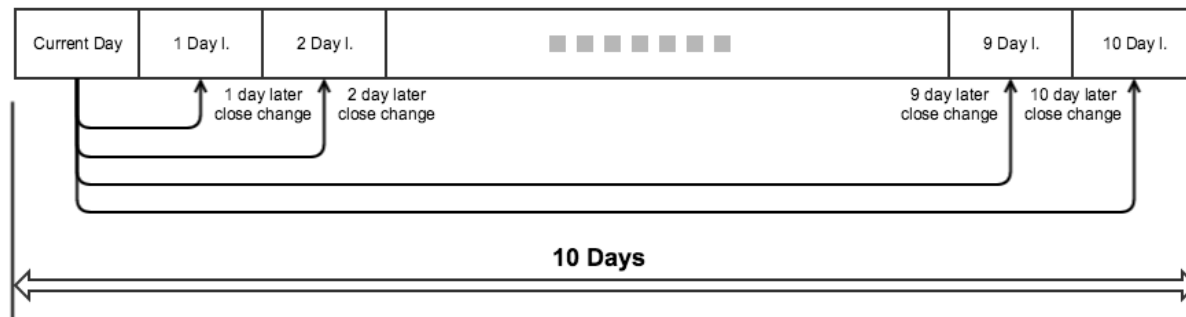 Current Day
1 Day l.
2 Day l.
9 Day l.
10 Day l.
1 day later
close change
2 day later
close change
9 day later
close change
10 day later
close change
10 Days